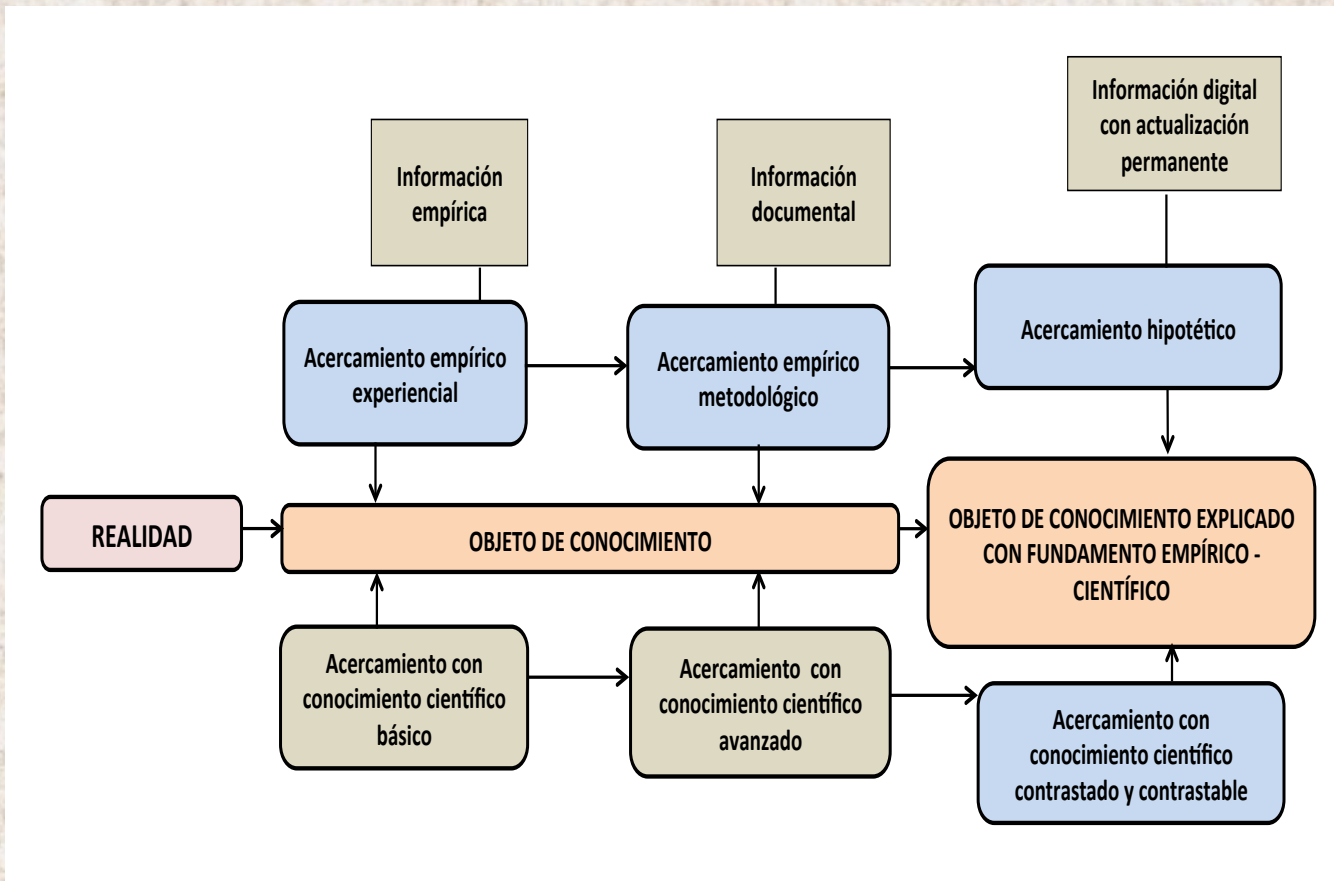 Información digital
con actualización
permanente
Información
empírica
Información
documental
Acercamiento empírico
experiencial
Acercamiento empírico
metodológico
Acercamiento hipotético
REALIDAD
OBJETO DE CONOCIMIENTO
OBJETO DE CONOCIMIENTO EXPLICADO
CON FUNDAMENTO EMPÍRICO -
CIENTÍFICO
Acercamiento con
conocimiento científico
básico
Acercamiento con
conocimiento científico
avanzado
Acercamiento con
conocimiento científico
contrastado y contrastable